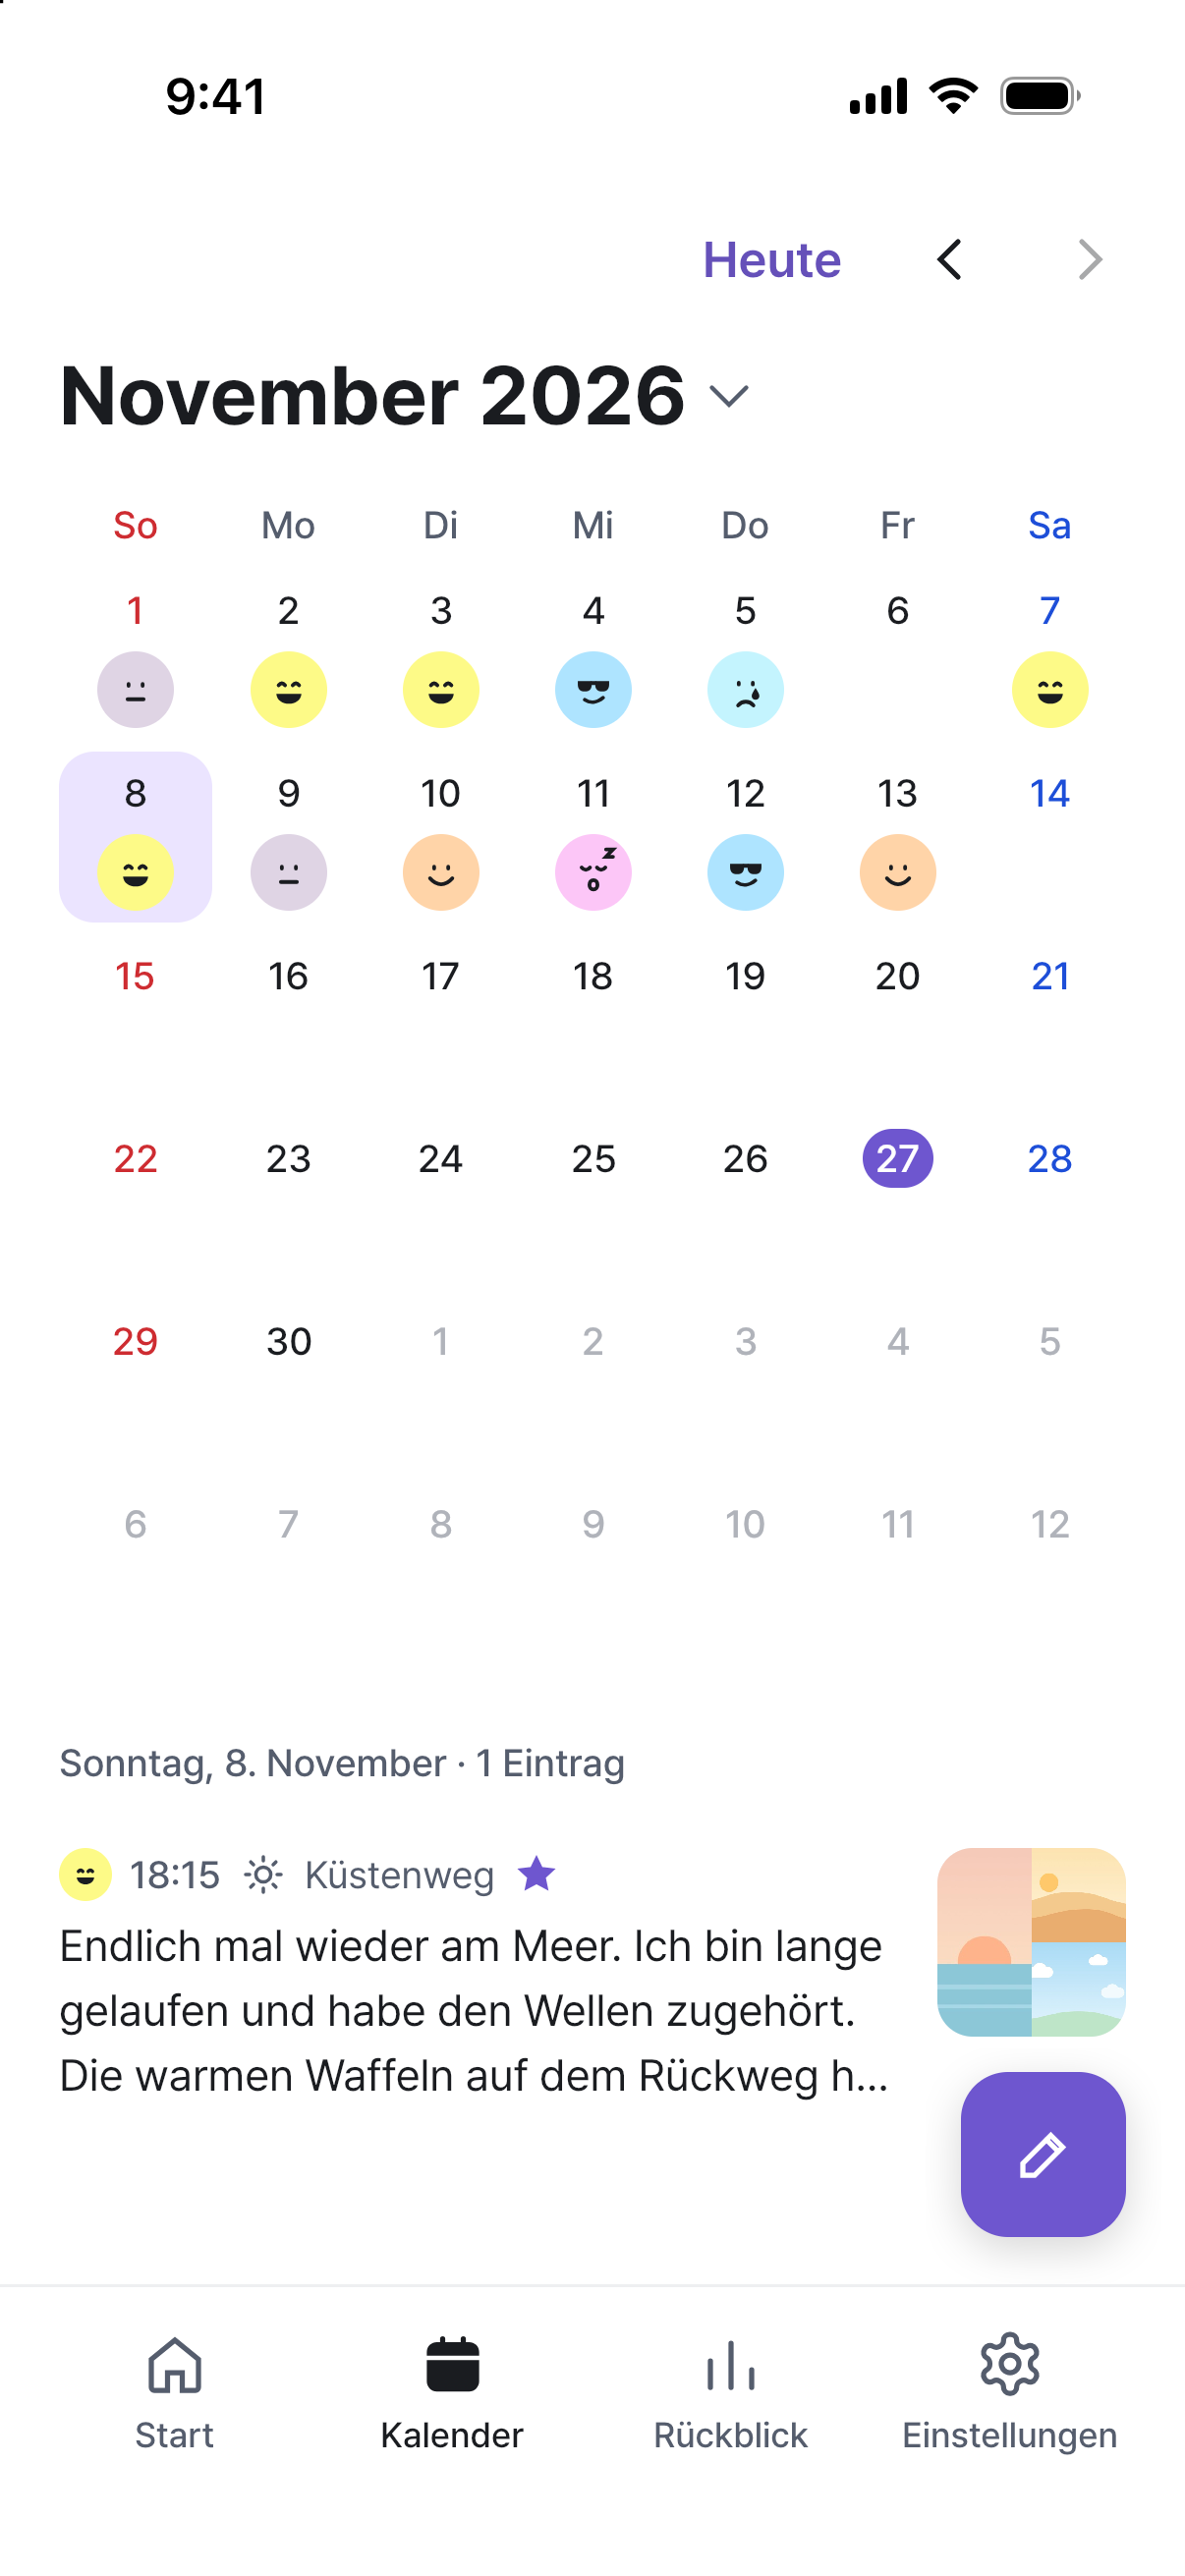 9:41
Heute
November 2026
So Mo Di Mi Do Fr Sa
1 2 3 4 5 6 7
8 9 10 11 12 13 14
15 16 17 18 19 20 21
22 23 24 25 26 27 28
29 30 1 2 3 4 5
6 7 8 9 10 11 12
Sonntag, 8. November · 1 Eintrag
18:15 Küstenweg
Endlich mal wieder am Meer. Ich bin lange
gelaufen und habe den Wellen zugehört.
Die warmen Waffeln auf dem Rückweg h...
Start Kalender Rückblick Einstellungen